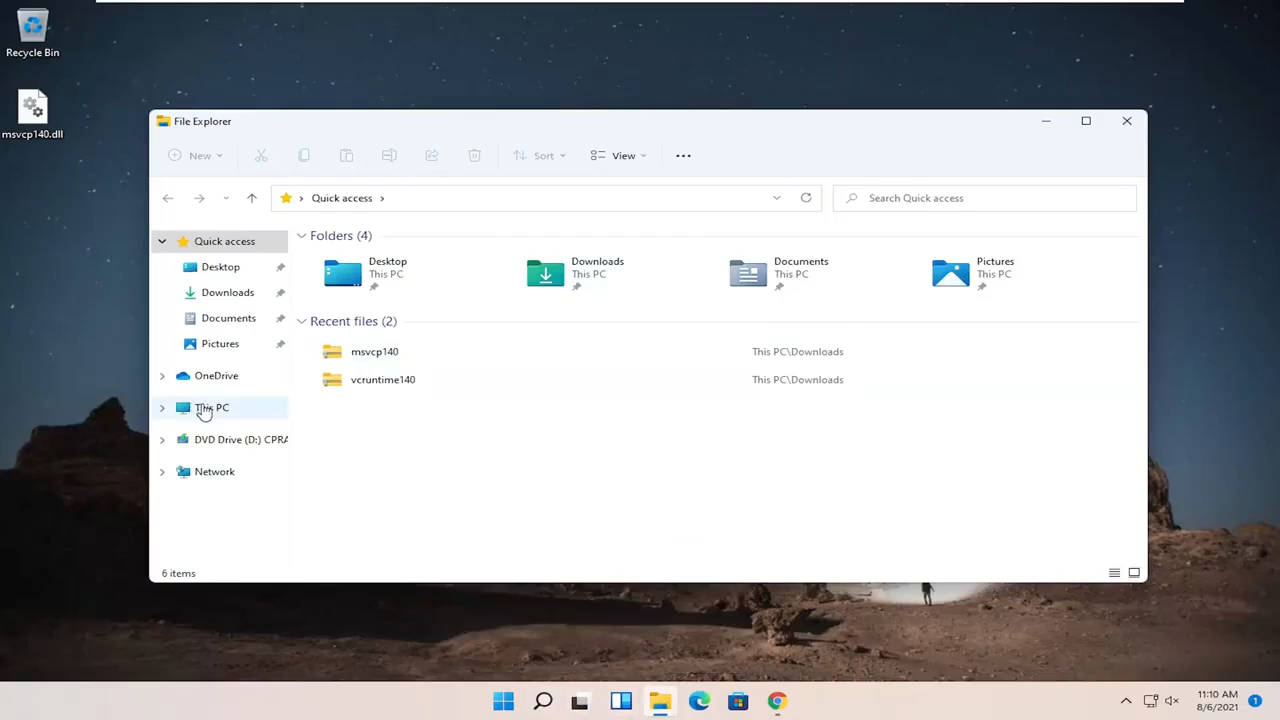 Recycle Bin
msvcp140.dll
File Explorer
New
Sort
View
Quick access
Search Quick access
Quick access
Desktop
Downloads
Documents
Pictures
OneDrive
This PC
DVD Drive (D:) CPRA
Network
Folders (4)
Desktop
This PC
Downloads
This PC
Documents
This PC
Pictures
This PC
Recent files (2)
msvcp140 This PC\Downloads
vcruntime140 This PC\Downloads
6 items
11:10 AM
8/6/2021
1